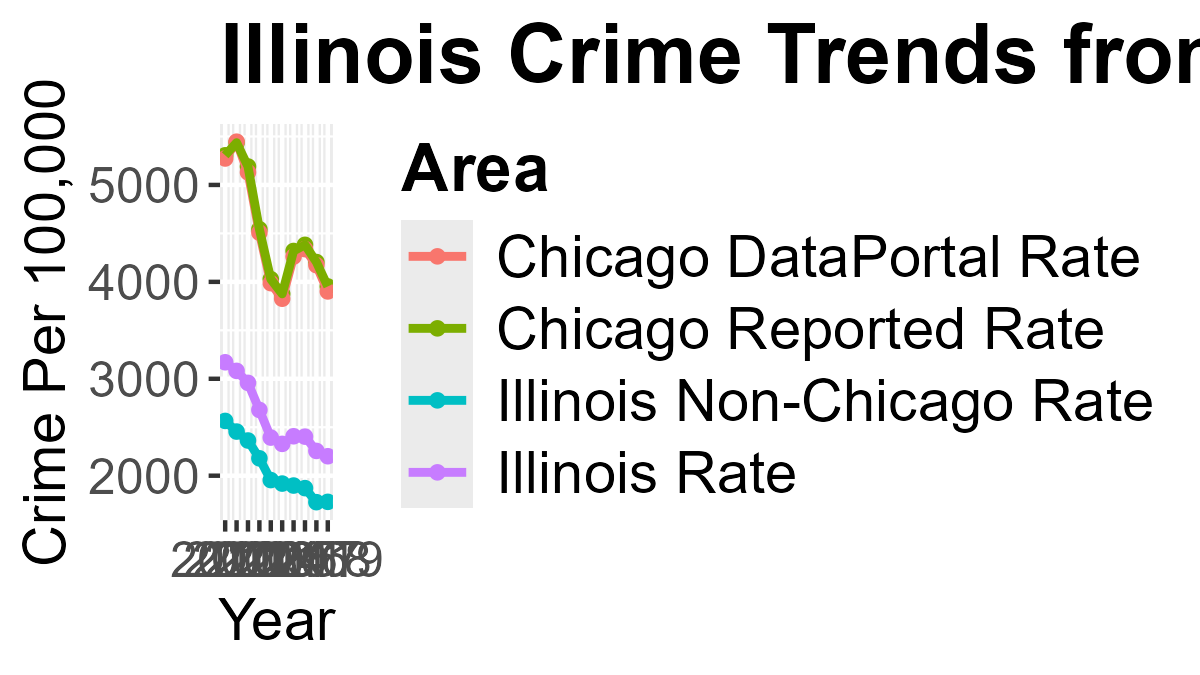 Illinois Crime Trends from
Crime Per 100,000
5000
4000
3000
2000
Year
Area
Chicago DataPortal Rate
Chicago Reported Rate
Illinois Non-Chicago Rate
Illinois Rate